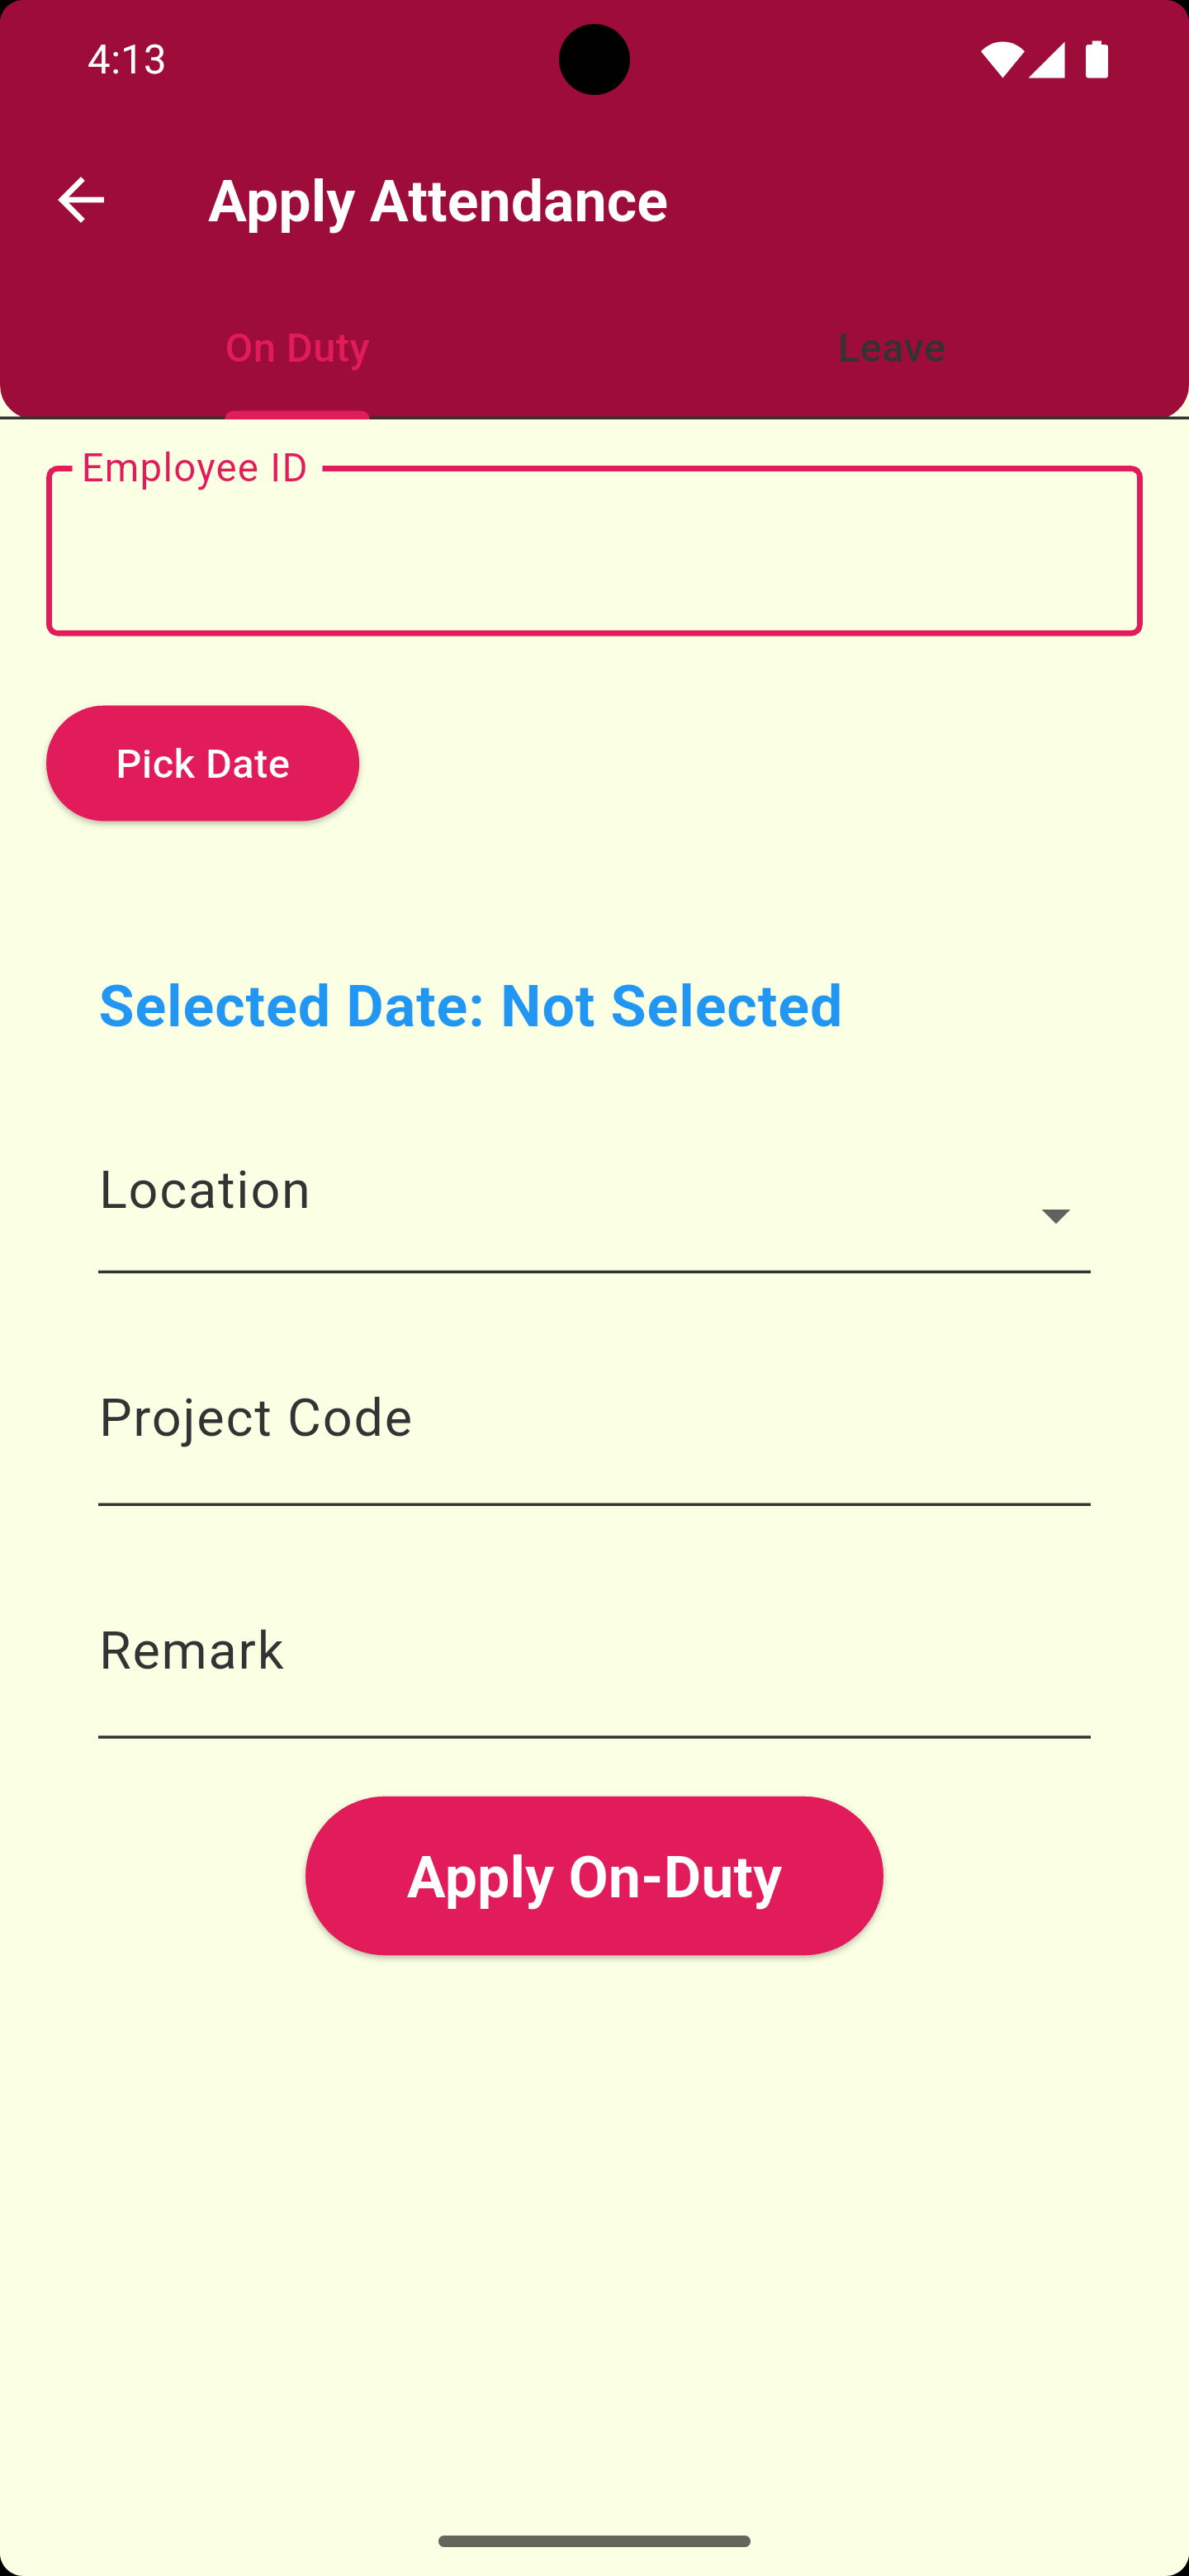 4:13
Apply Attendance
On Duty Leave
Employee ID
Pick Date
Selected Date: Not Selected
Location
Project Code
Remark
Apply On-Duty